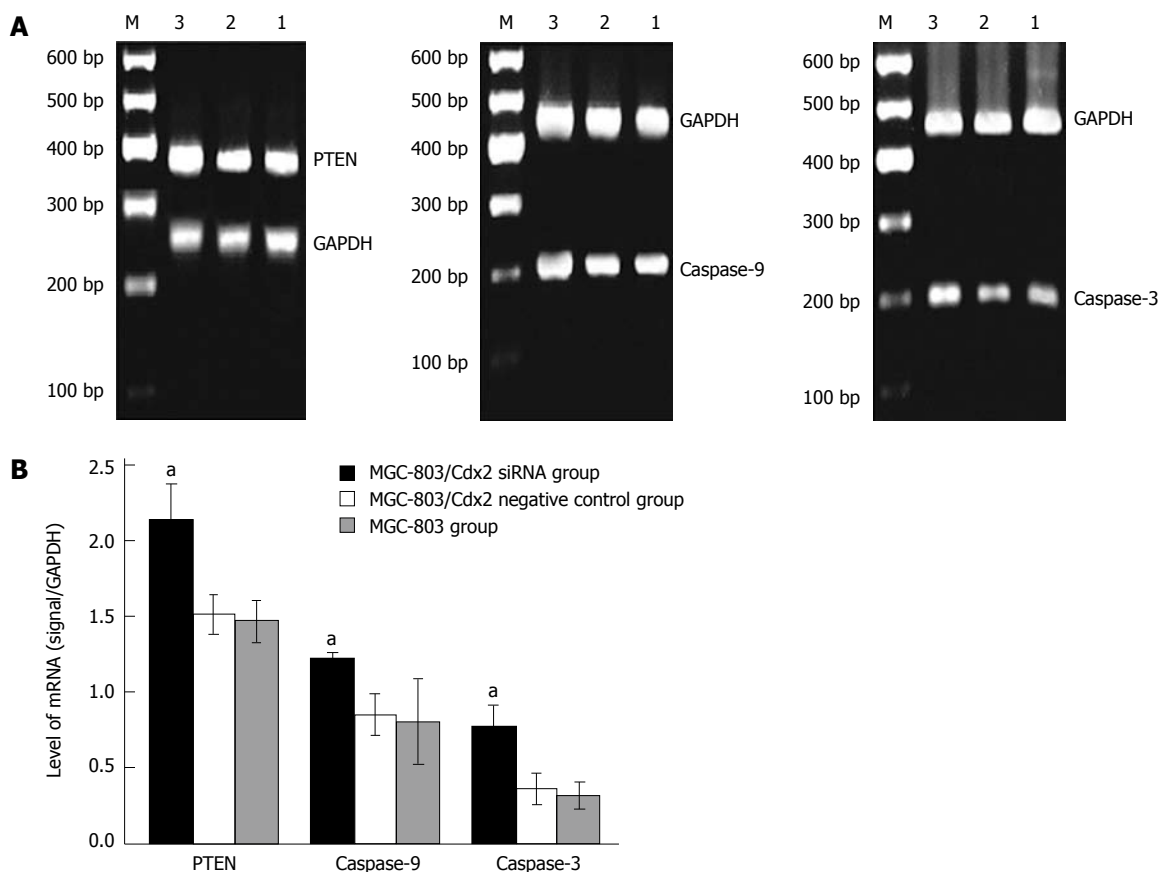 A
M 3 2 1
600 bp
500 bp
400 bp
300 bp
200 bp
100 bp
PTEN
GAPDH
M 3 2 1
600 bp
500 bp
400 bp
300 bp
200 bp
100 bp
GAPDH
Caspase-9
M 3 2 1
600 bp
500 bp
400 bp
300 bp
200 bp
100 bp
GAPDH
Caspase-3
B
Level of mRNA (signal/GAPDH)
2.5
2.0
1.5
1.0
0.5
0.0
a
a
a
MGC-803/Cdx2 siRNA group
MGC-803/Cdx2 negative control group
MGC-803 group
PTEN Caspase-9 Caspase-3